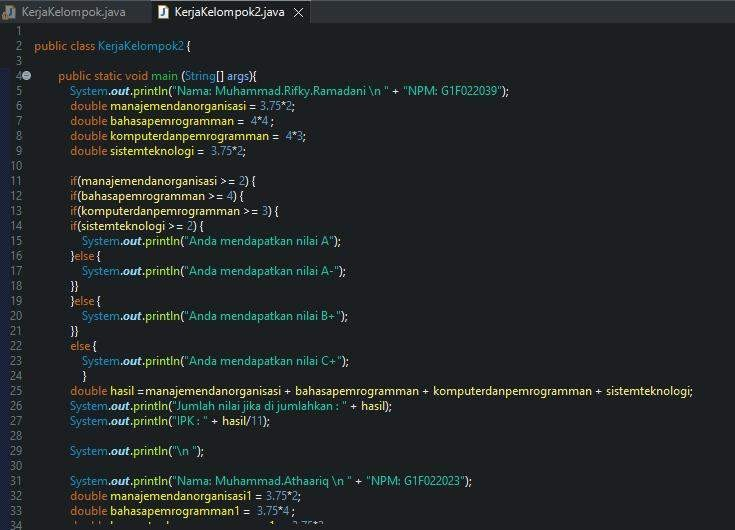 KerjaKelompok.java KerjaKelompok2.java
1
2 public class KerjaKelompok2 {
3
4 public static void main (String[] args){
5 System.out.println("Nama: Muhammad.Rifky.Ramadani \n " + "NPM: G1F022039");
6 double manajemendanorganisasi = 3.75*2;
7 double bahasapemrogramman = 4*4 ;
8 double komputerdanpemrogramman = 4*3;
9 double sistemteknologi = 3.75*2;
10
11 if(manajemendanorganisasi >= 2) {
12 if(bahasapemrogramman >= 4) {
13 if(komputerdanpemrogramman >= 3) {
14 if(sistemteknologi >= 2) {
15 System.out.println("Anda mendapatkan nilai A");
16 }else {
17 System.out.println("Anda mendapatkan nilai A-");
18 }}
19 }else {
20 System.out.println("Anda mendapatkan nilai B+");
21 }}
22 else {
23 System.out.println("Anda mendapatkan nilai C+");
24 }
25 double hasil =manajemendanorganisasi + bahasapemrogramman + komputerdanpemrogramman + sistemteknologi;
26 System.out.println("Jumlah nilai jika di jumlahkan : " + hasil);
27 System.out.println("IPK : " + hasil/11);
28
29 System.out.println("\n ");
30
31 System.out.println("Nama: Muhammad.Athaariq \n " + "NPM: G1F022023");
32 double manajemendanorganisasi1 = 3.75*2;
33 double bahasapemrogramman1 = 3.75*4 ;
34